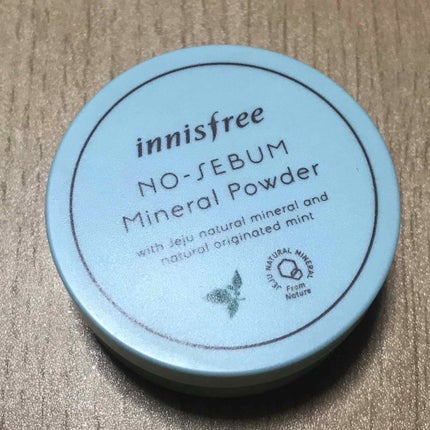 innisfree
NO-SEBUM
Mineral Powder
with Jeju natural mineral and
natural originated mint
JEJU NATURAL MINERAL
From
Nature